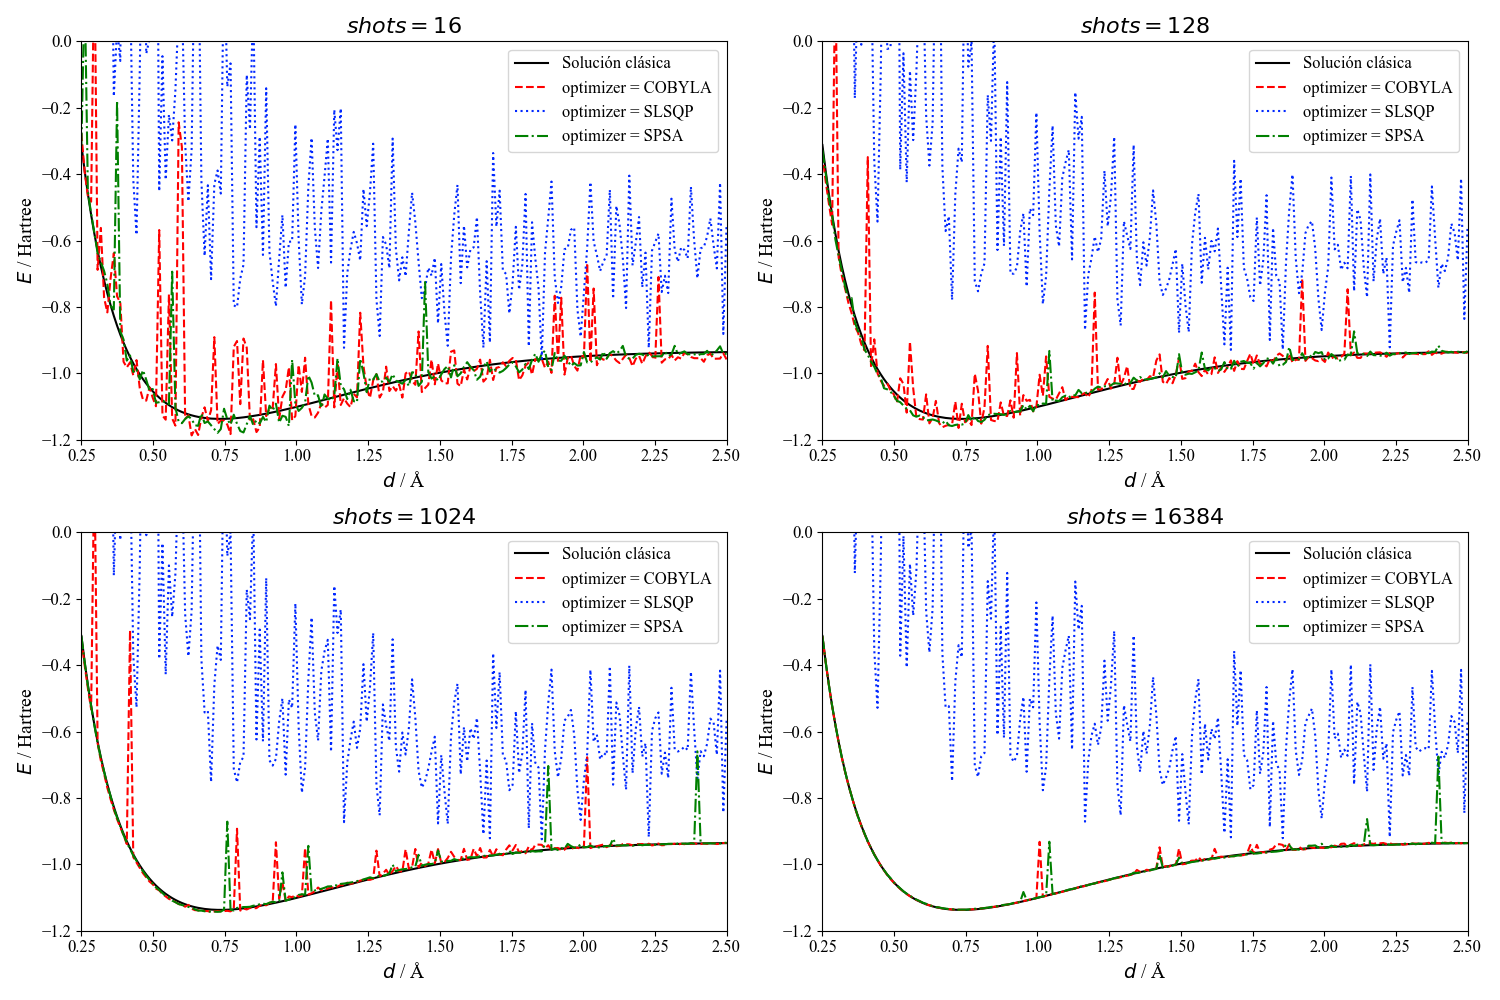 shots = 16
0.0
−0.2
−0.4
−0.6
−0.8
−1.0
−1.2
E / Hartree
Solución clásica
optimizer = COBYLA
optimizer = SLSQP
optimizer = SPSA
0.25 0.50 0.75 1.00 1.25 1.50 1.75 2.00 2.25 2.50
d / Å
shots = 128
0.0
−0.2
−0.4
−0.6
−0.8
−1.0
−1.2
E / Hartree
Solución clásica
optimizer = COBYLA
optimizer = SLSQP
optimizer = SPSA
0.25 0.50 0.75 1.00 1.25 1.50 1.75 2.00 2.25 2.50
d / Å
shots = 1024
0.0
−0.2
−0.4
−0.6
−0.8
−1.0
−1.2
E / Hartree
Solución clásica
optimizer = COBYLA
optimizer = SLSQP
optimizer = SPSA
0.25 0.50 0.75 1.00 1.25 1.50 1.75 2.00 2.25 2.50
d / Å
shots = 16384
0.0
−0.2
−0.4
−0.6
−0.8
−1.0
−1.2
E / Hartree
Solución clásica
optimizer = COBYLA
optimizer = SLSQP
optimizer = SPSA
0.25 0.50 0.75 1.00 1.25 1.50 1.75 2.00 2.25 2.50
d / Å